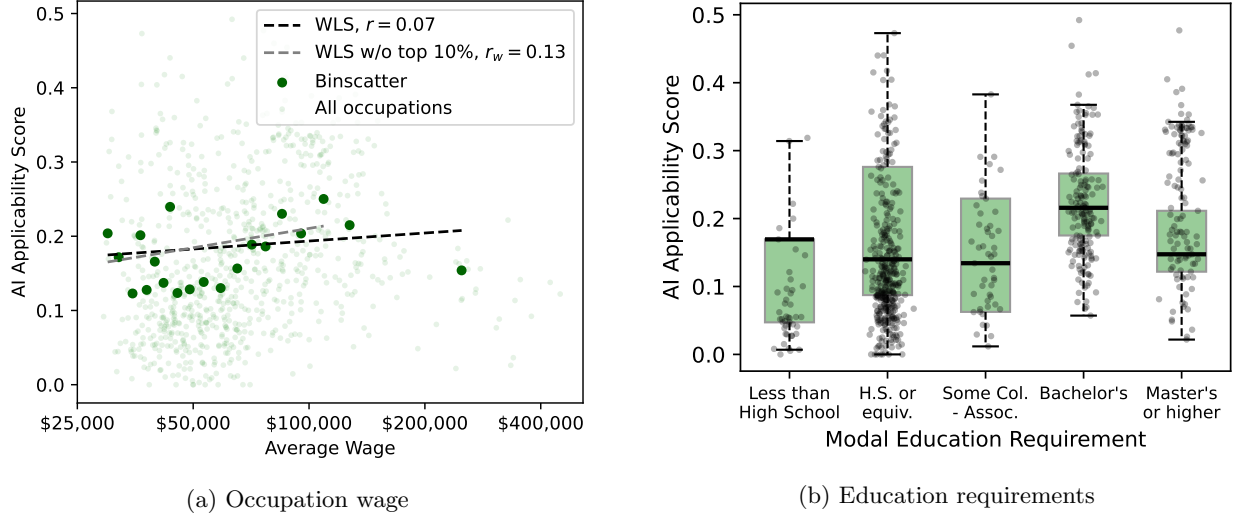 0.5
0.4
0.3
0.2
0.1
0.0
AI Applicability Score
WLS, r = 0.07
WLS w/o top 10%, r_w = 0.13
Binscatter
All occupations
$25,000 $50,000 $100,000 $200,000 $400,000
Average Wage
(a) Occupation wage
0.5
0.4
0.3
0.2
0.1
0.0
AI Applicability Score
Less than
High School
H.S. or
equiv.
Some Col.
- Assoc.
Bachelor's
Master's
or higher
Modal Education Requirement
(b) Education requirements